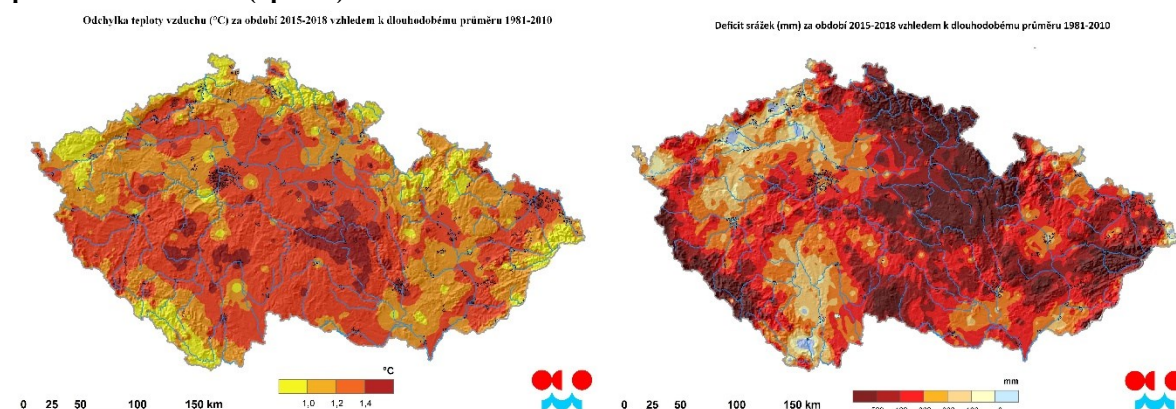 Odchylka teploty vzduchu (°C) za období 2015-2018 vzhledem k dlouhodobému průměru 1981-2010
Deficit srážek (mm) za období 2015-2018 vzhledem k dlouhodobému průměru 1981-2010
°C
1,0 1,2 1,4
0 25 50 100 150 km
mm
0 25 50 100 150 km